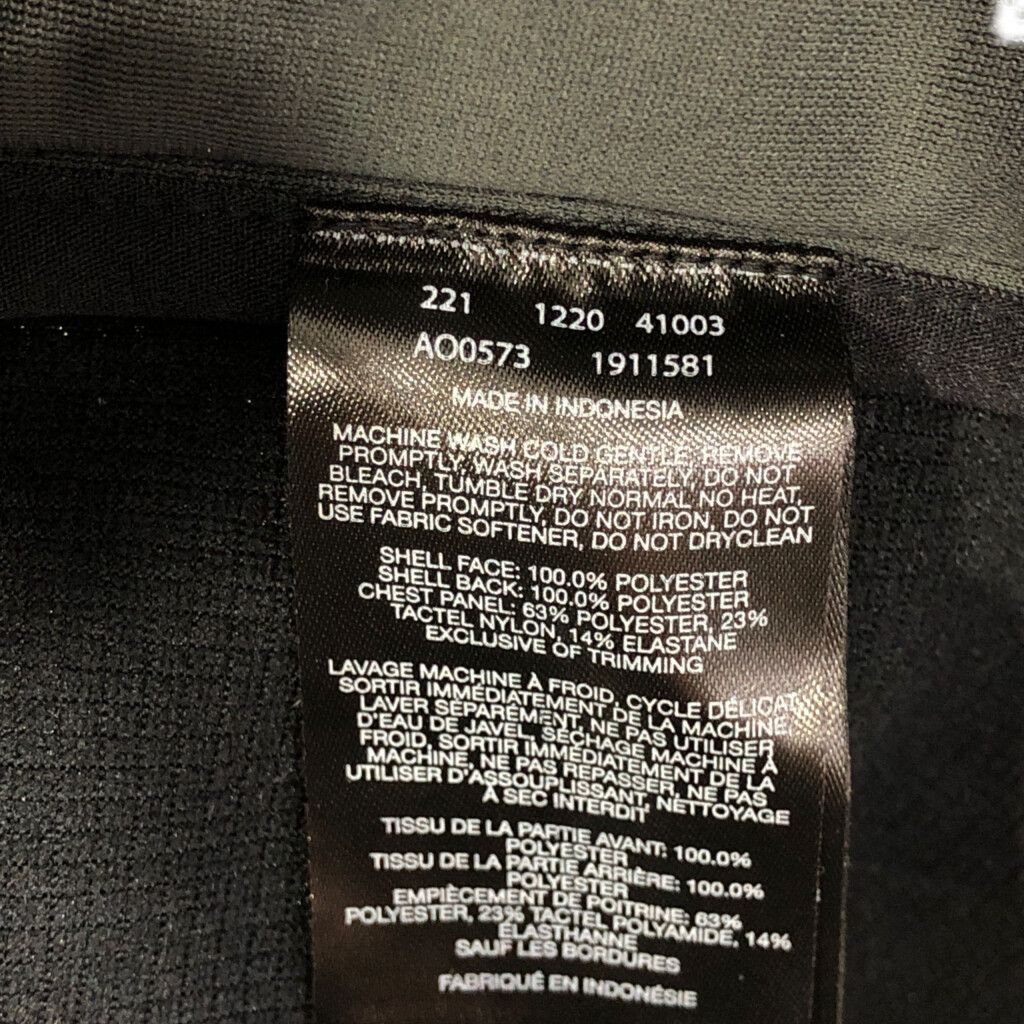 221 1220 41003
AO0573 1911581
MADE IN INDONESIA
MACHINE WASH COLD GENTLE, REMOVE
PROMPTLY, WASH SEPARATELY, DO NOT
BLEACH, TUMBLE DRY NORMAL NO HEAT,
REMOVE PROMPTLY, DO NOT IRON, DO NOT
USE FABRIC SOFTENER, DO NOT DRYCLEAN
SHELL FACE: 100.0% POLYESTER
SHELL BACK: 100.0% POLYESTER
CHEST PANEL: 63% POLYESTER, 23%
TACTEL NYLON, 14% ELASTANE
EXCLUSIVE OF TRIMMING
LAVAGE MACHINE À FROID, CYCLE DÉLICAT,
SORTIR IMMÉDIATEMENT DE LA MACHINE
LAVER SÉPARÉMENT, NE PAS UTILISER
D'EAU DE JAVEL, SÉCHAGE MACHINE À
FROID, SORTIR IMMÉDIATEMENT DE LA
MACHINE, NE PAS REPASSER, NE PAS
UTILISER D'ASSOUPLISSANT, NETTOYAGE
À SEC INTERDIT
TISSU DE LA PARTIE AVANT: 100.0%
POLYESTER
TISSU DE LA PARTIE ARRIÈRE: 100.0%
POLYESTER
EMPIÈCEMENT DE POITRINE: 63%
POLYESTER, 23% TACTEL POLYAMIDE, 14%
ELASTHANNE
SAUF LES BORDURES
FABRIQUÉ EN INDONÉSIE